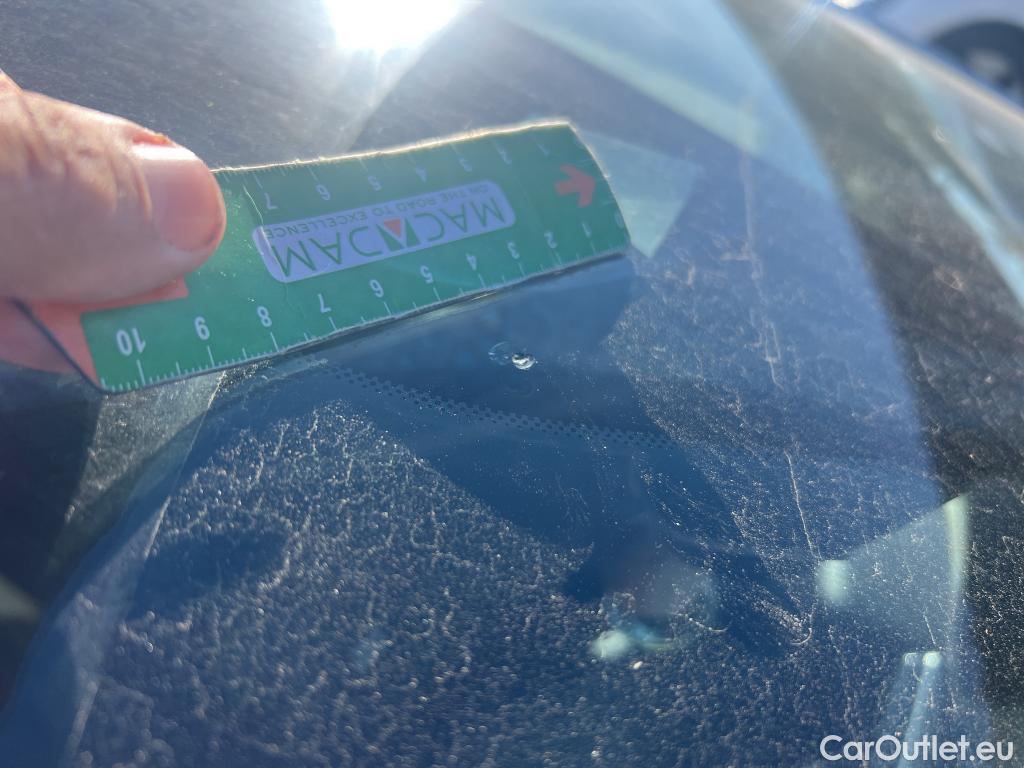 1 2 3 4 5 6 7 8 9 10
MACADAM
ON THE ROAD TO EXCELLENCE
1 2 3 4 5 6 7
CarOutlet.eu